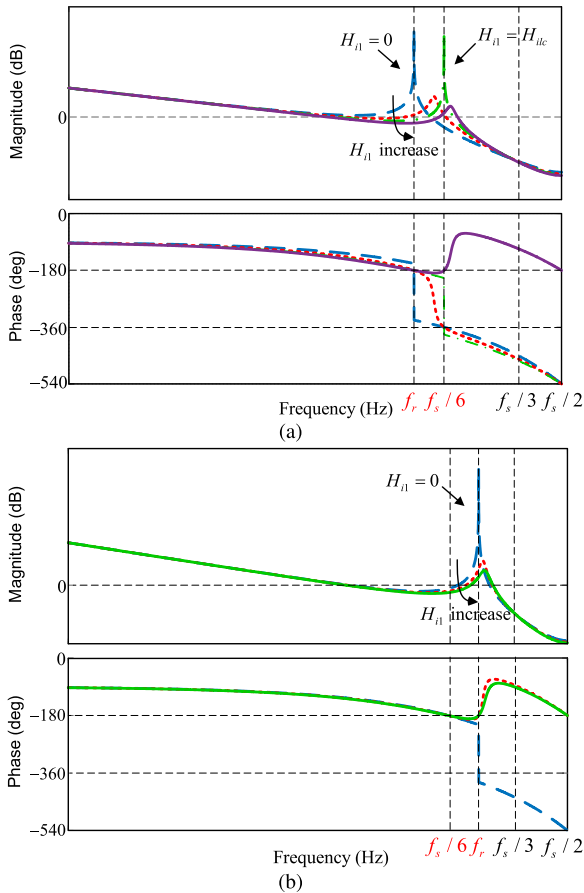 H_{i1} = 0
H_{i1} = H_{ilc}
Magnitude (dB)
0
H_{i1} increase
Phase (deg)
0
−180
−360
−540
Frequency (Hz)
f_r
f_s / 6
f_s / 3
f_s / 2
(a)
H_{i1} = 0
Magnitude (dB)
0
H_{i1} increase
Phase (deg)
0
−180
−360
−540
Frequency (Hz)
f_s / 6
f_r
f_s / 3
f_s / 2
(b)